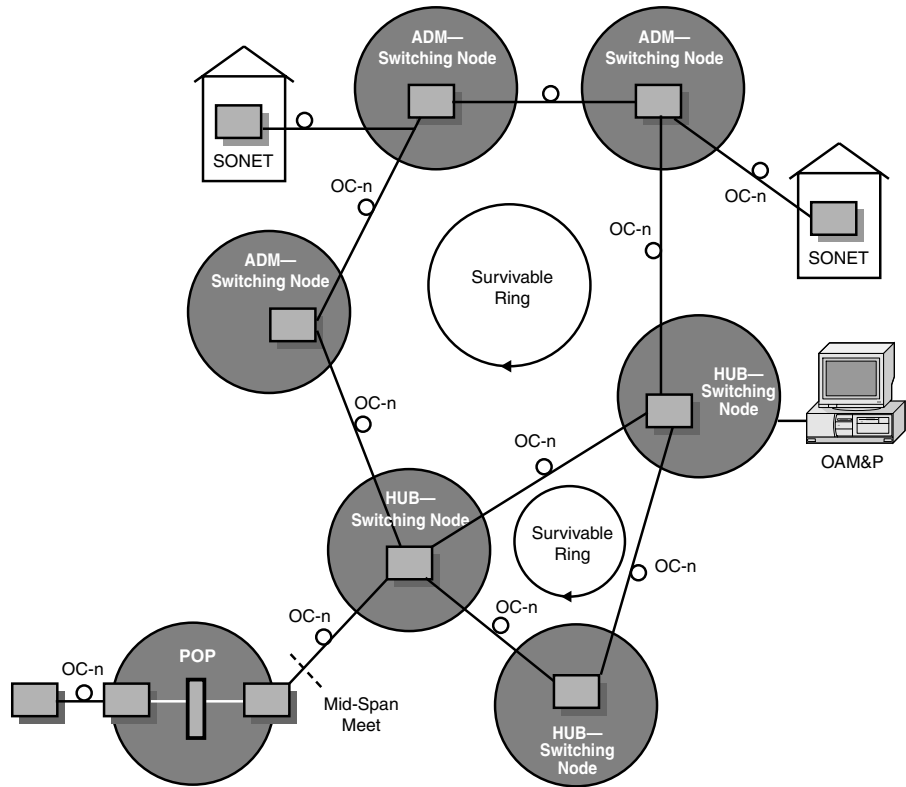 ADM—
Switching Node
ADM—
Switching Node
SONET
OC-n
OC-n
SONET
OC-n
ADM—
Switching Node
Survivable
Ring
HUB—
Switching
Node
OAM&P
OC-n
OC-n
HUB—
Switching Node
Survivable
Ring
OC-n
OC-n
OC-n
POP
OC-n
Mid-Span
Meet
HUB—
Switching
Node